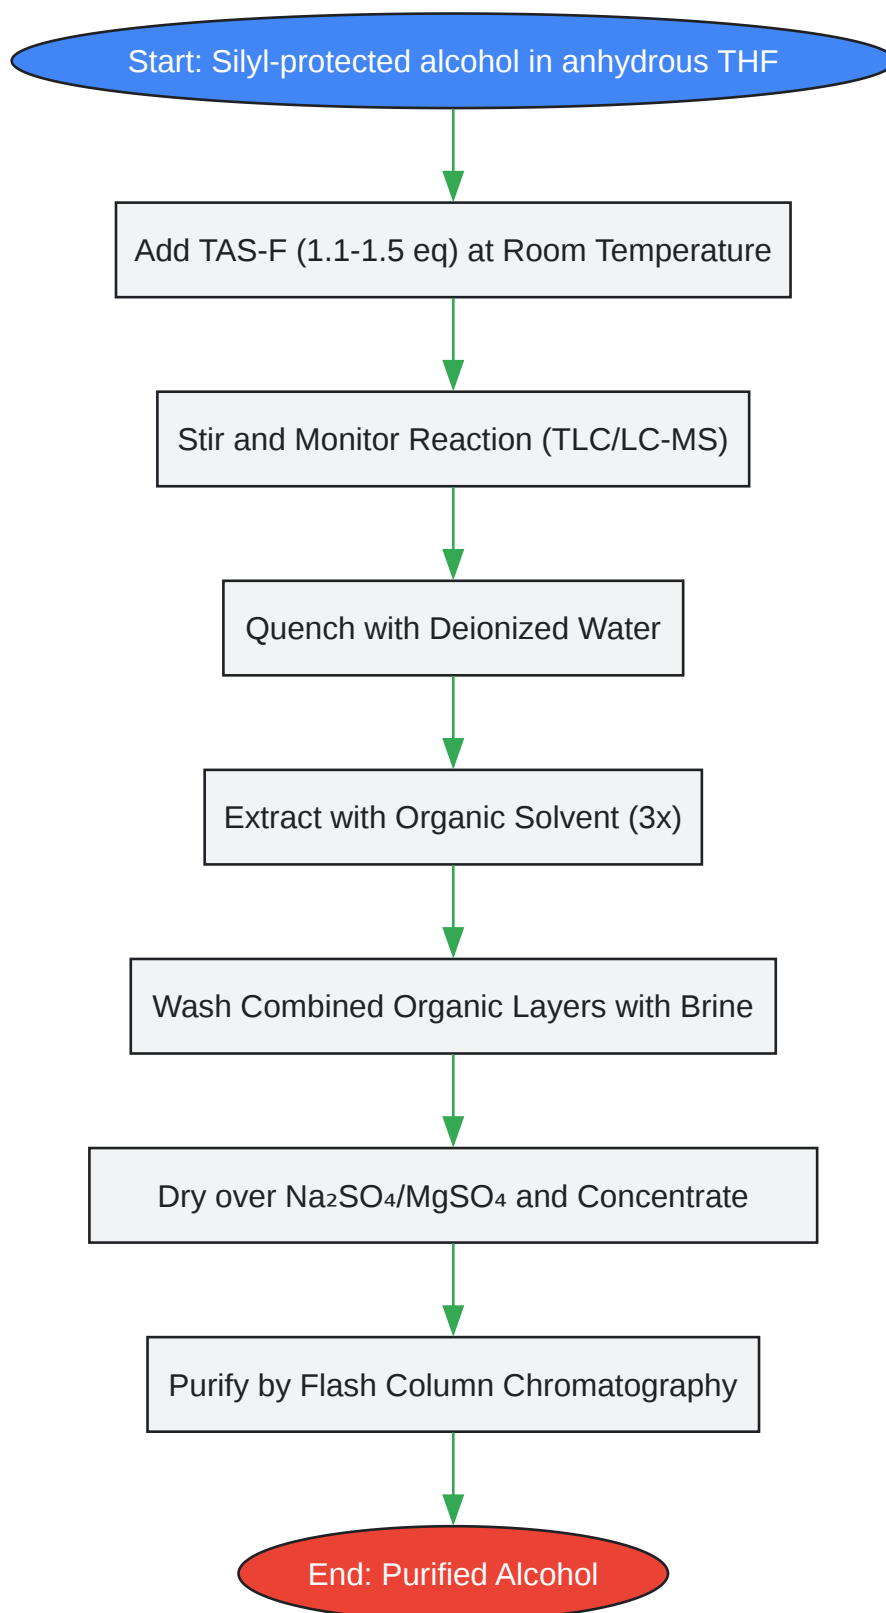 Start: Silyl-protected alcohol in anhydrous THF
Add TAS-F (1.1-1.5 eq) at Room Temperature
Stir and Monitor Reaction (TLC/LC-MS)
Quench with Deionized Water
Extract with Organic Solvent (3x)
Wash Combined Organic Layers with Brine
Dry over Na₂SO₄/MgSO₄ and Concentrate
Purify by Flash Column Chromatography
End: Purified Alcohol